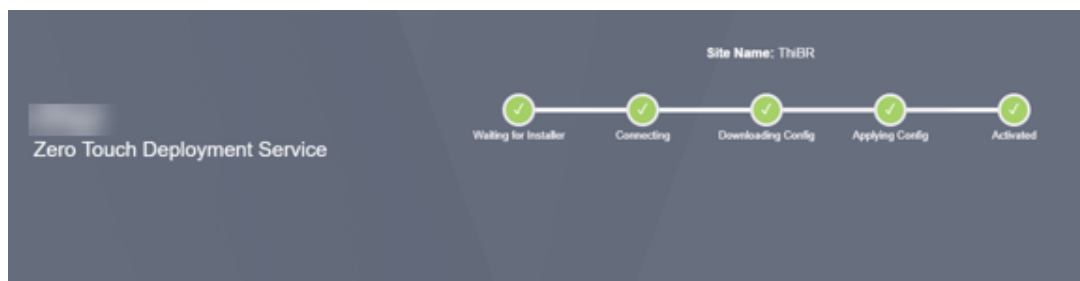 Site Name: ThiBR
Waiting for Installer
Connecting
Downloading Config
Applying Config
Activated
Zero Touch Deployment Service